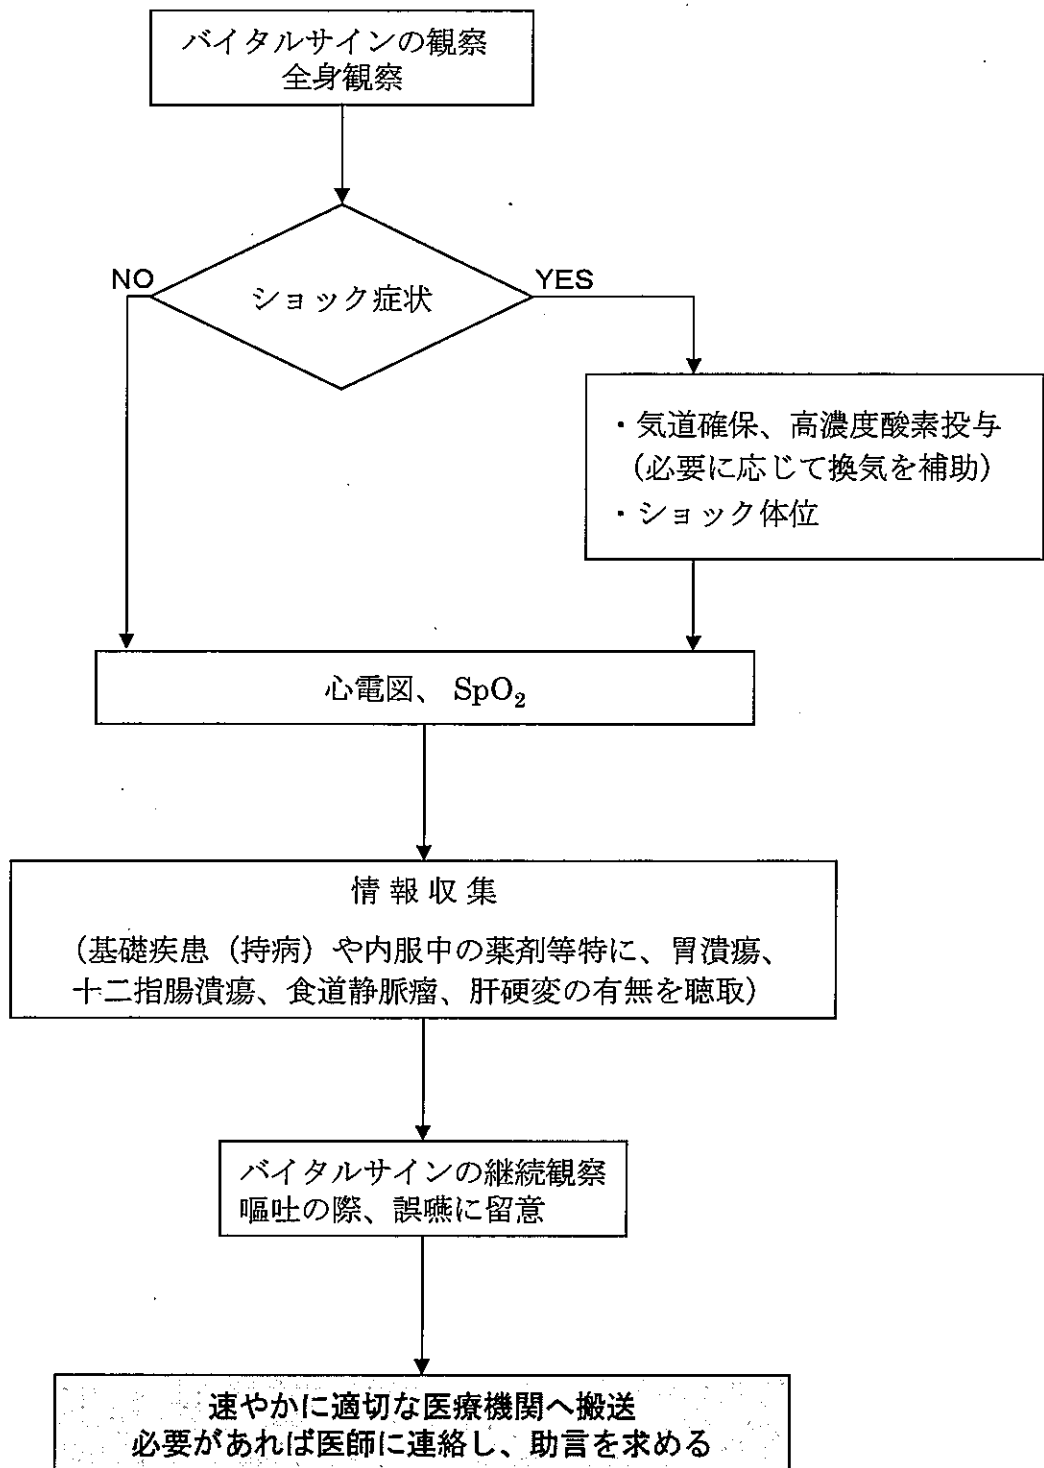 バイタルサインの観察
全身観察
NO
YES
ショック症状
・気道確保、高濃度酸素投与
（必要に応じて換気を補助）
・ショック体位
心電図、 SpO₂
情 報 収 集
（基礎疾患（持病）や内服中の薬剤等特に、胃潰瘍、
十二指腸潰瘍、食道静脈瘤、肝硬変の有無を聴取）
バイタルサインの継続観察
嘔吐の際、誤嚥に留意
速やかに適切な医療機関へ搬送
必要があれば医師に連絡し、助言を求める